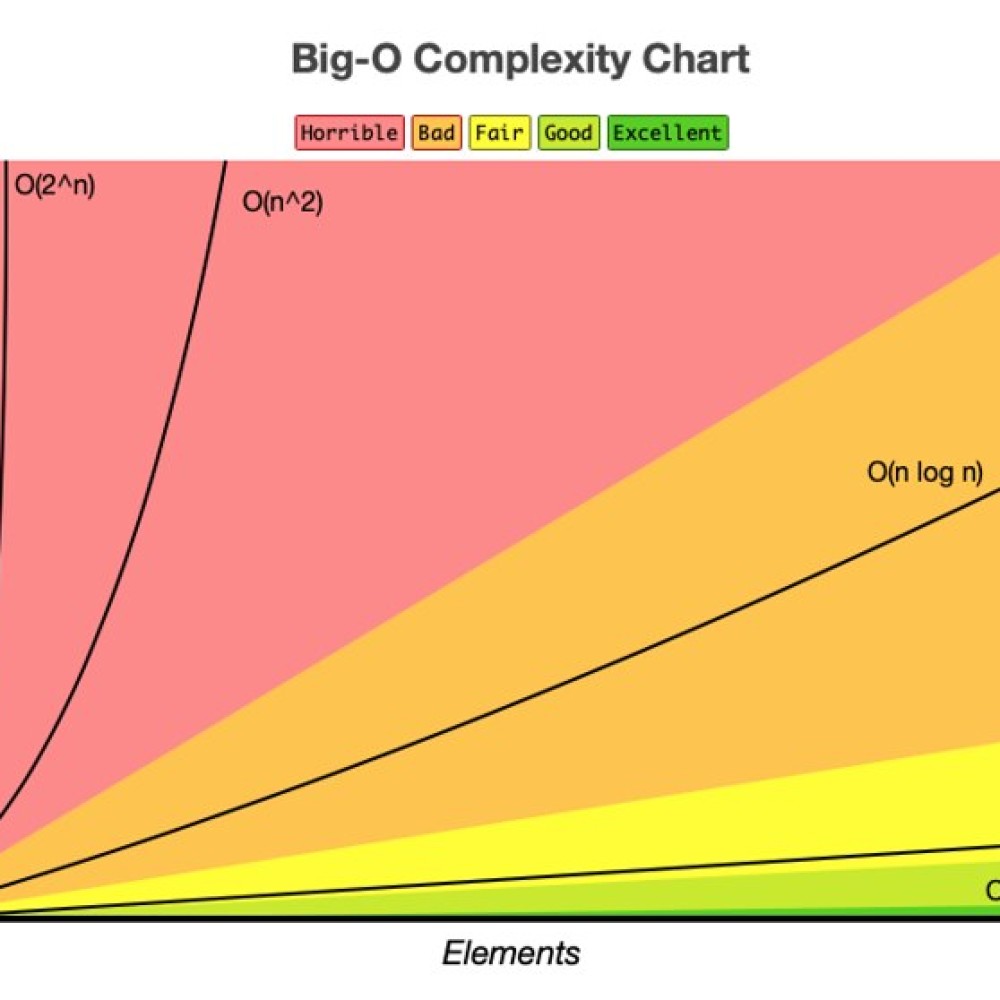 Big-O Complexity Chart
Horrible Bad Fair Good Excellent
O(2^n)
O(n^2)
O(n log n)
Elements